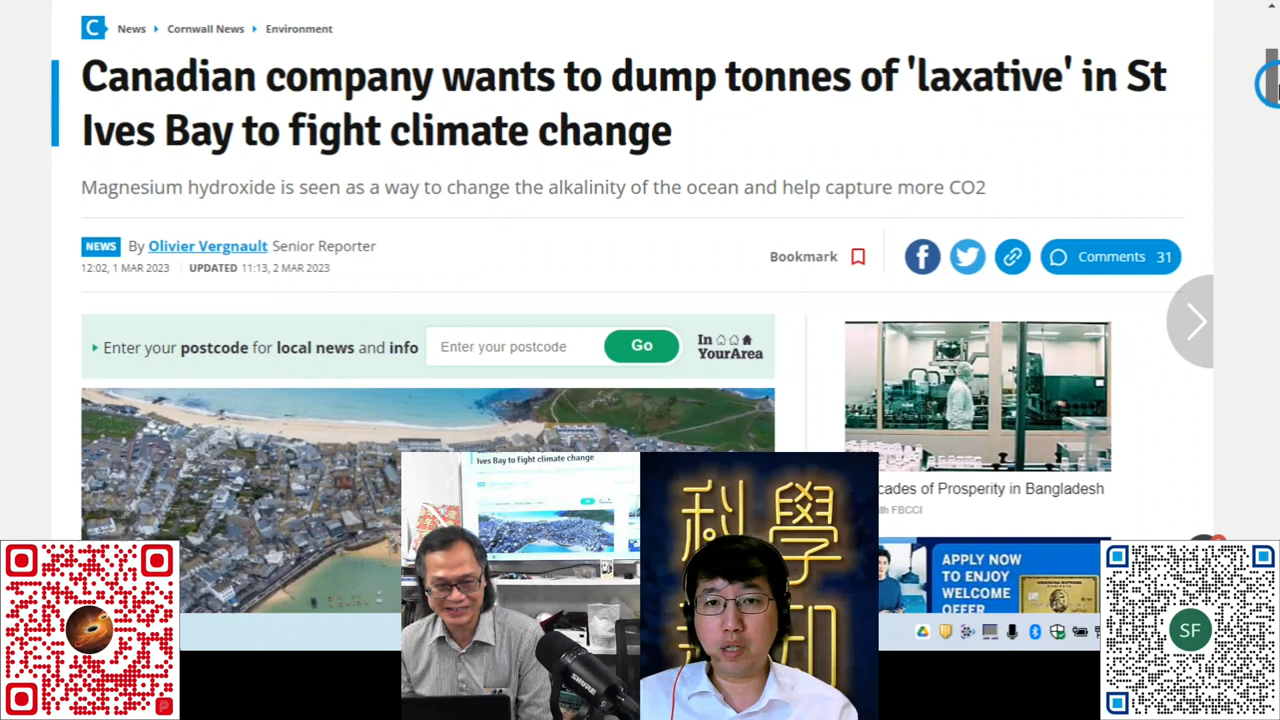 C News Cornwall News Environment
Canadian company wants to dump tonnes of 'laxative' in St
Ives Bay to fight climate change
Magnesium hydroxide is seen as a way to change the alkalinity of the ocean and help capture more CO2
NEWS By Olivier Vergnault Senior Reporter
12:02, 1 MAR 2023 UPDATED 11:13, 2 MAR 2023
Bookmark
Comments 31
Enter your postcode for local news and info
Enter your postcode
Go
In
YourArea
cades of Prosperity in Bangladesh
th FBCCI
Ives Bay to fight climate change
科學
APPLY NOW
TO ENJOY
WELCOME
OFFER
SHURE
SF